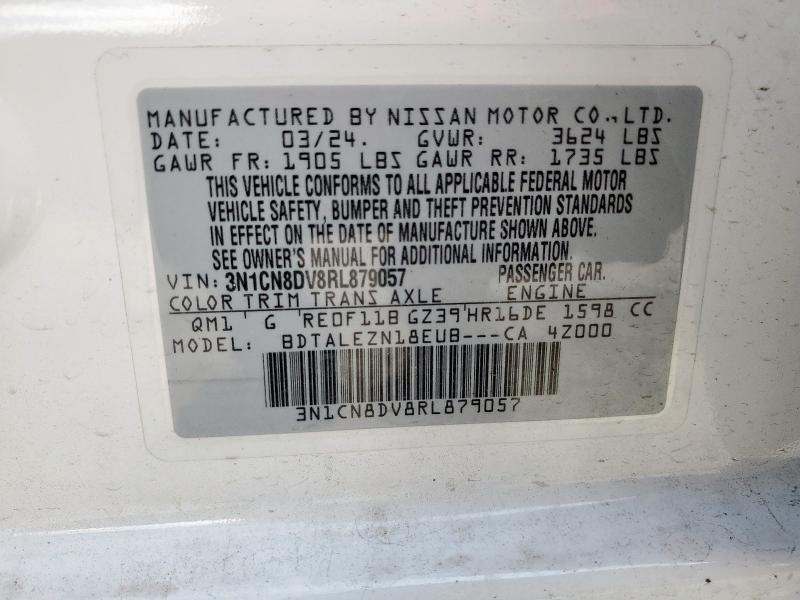 MANUFACTURED BY NISSAN MOTOR CO., LTD.
DATE: 03/24. GVWR: 3624 LBS
GAWR FR: 1905 LBS GAWR RR: 1735 LBS
THIS VEHICLE CONFORMS TO ALL APPLICABLE FEDERAL MOTOR
VEHICLE SAFETY, BUMPER AND THEFT PREVENTION STANDARDS
IN EFFECT ON THE DATE OF MANUFACTURE SHOWN ABOVE.
SEE OWNER'S MANUAL FOR ADDITIONAL INFORMATION.
VIN: 3N1CN8DV8RL879057 PASSENGER CAR.
COLOR TRIM TRANS AXLE ENGINE
QM1 G RE0F11B GZ39 HR16DE 1598 CC
MODEL: BDTALEZN18EUB---CA 4Z000
3N1CN8DV8RL879057